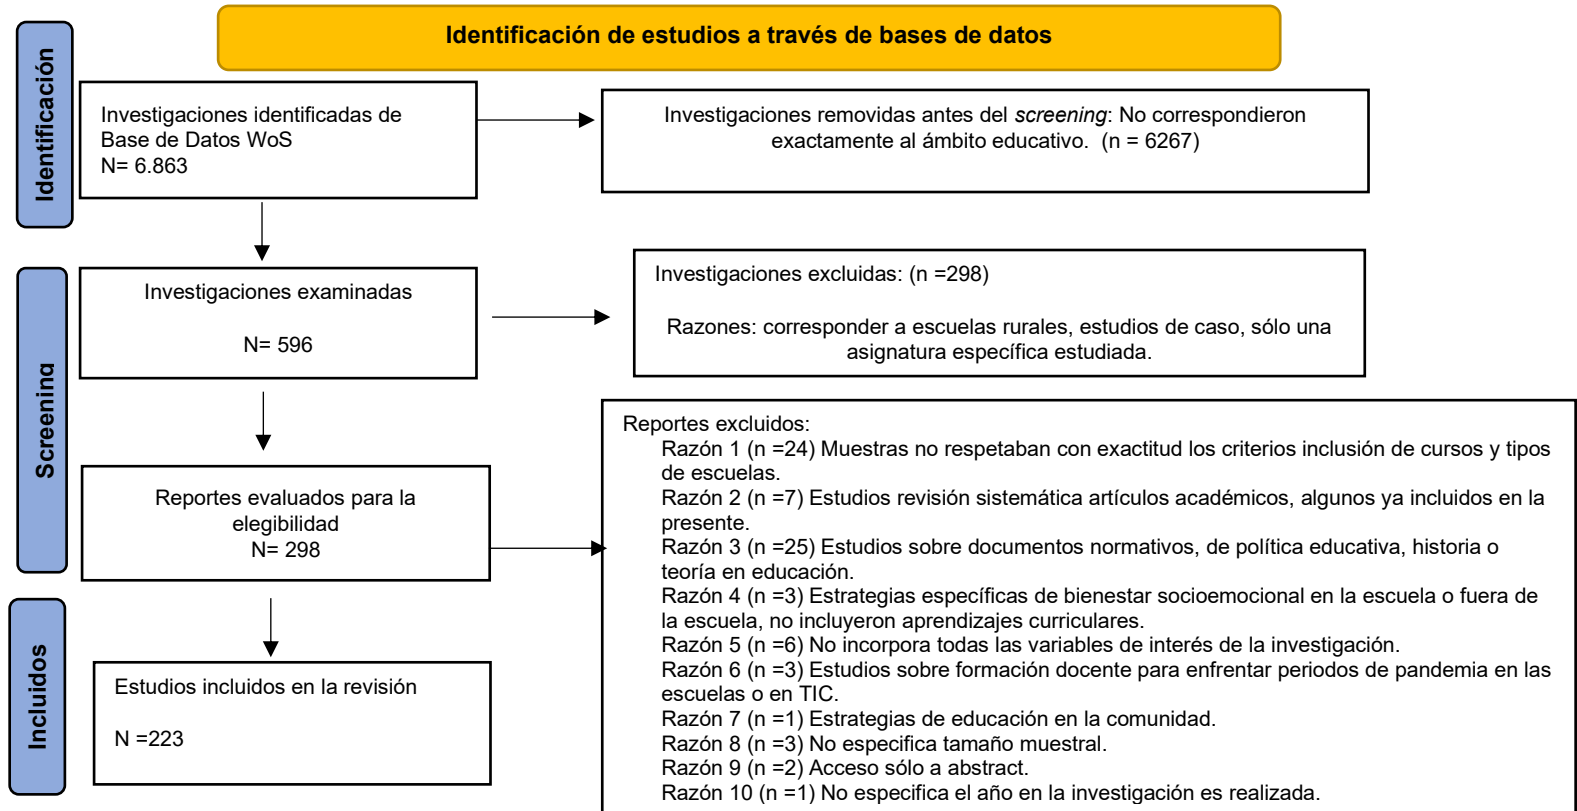 Identificación de estudios a través de bases de datos
Identificación
Investigaciones identificadas de
Base de Datos WoS
N= 6.863
Investigaciones removidas antes del screening: No correspondieron
exactamente al ámbito educativo. (n = 6267)
Screening
Investigaciones examinadas
N= 596
Investigaciones excluidas: (n =298)
Razones: corresponder a escuelas rurales, estudios de caso, sólo una
asignatura específica estudiada.
Reportes evaluados para la
elegibilidad
N= 298
Reportes excluidos:
Razón 1 (n =24) Muestras no respetaban con exactitud los criterios inclusión de cursos y tipos
de escuelas.
Razón 2 (n =7) Estudios revisión sistemática artículos académicos, algunos ya incluidos en la
presente.
Razón 3 (n =25) Estudios sobre documentos normativos, de política educativa, historia o
teoría en educación.
Razón 4 (n =3) Estrategias específicas de bienestar socioemocional en la escuela o fuera de
la escuela, no incluyeron aprendizajes curriculares.
Razón 5 (n =6) No incorpora todas las variables de interés de la investigación.
Razón 6 (n =3) Estudios sobre formación docente para enfrentar periodos de pandemia en las
escuelas o en TIC.
Razón 7 (n =1) Estrategias de educación en la comunidad.
Razón 8 (n =3) No especifica tamaño muestral.
Razón 9 (n =2) Acceso sólo a abstract.
Razón 10 (n =1) No especifica el año en la investigación es realizada.
Incluidos
Estudios incluidos en la revisión
N =223